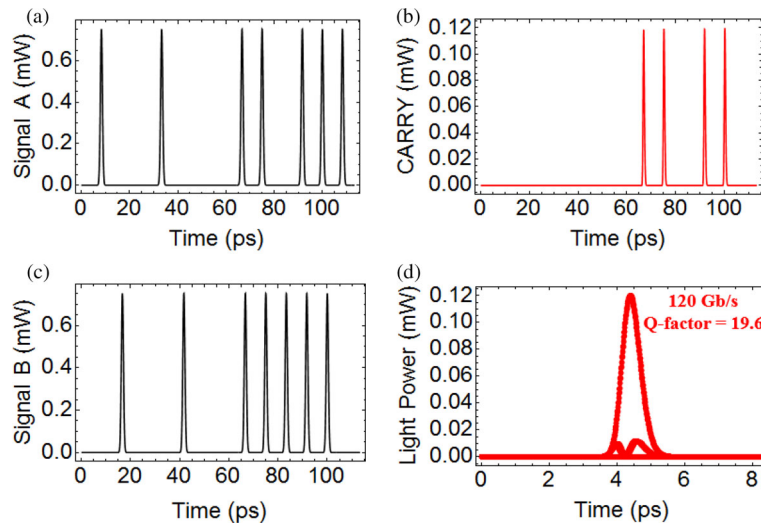 (a)
Signal A (mW)
0.6
0.4
0.2
0.0
0 20 40 60 80 100
Time (ps)
(b)
CARRY (mW)
0.12
0.10
0.08
0.06
0.04
0.02
0.00
0 20 40 60 80 100
Time (ps)
(c)
Signal B (mW)
0.6
0.4
0.2
0.0
0 20 40 60 80 100
Time (ps)
(d)
Light Power (mW)
0.12
0.10
0.08
0.06
0.04
0.02
0.00
120 Gb/s
Q-factor = 19.6
0 2 4 6 8
Time (ps)